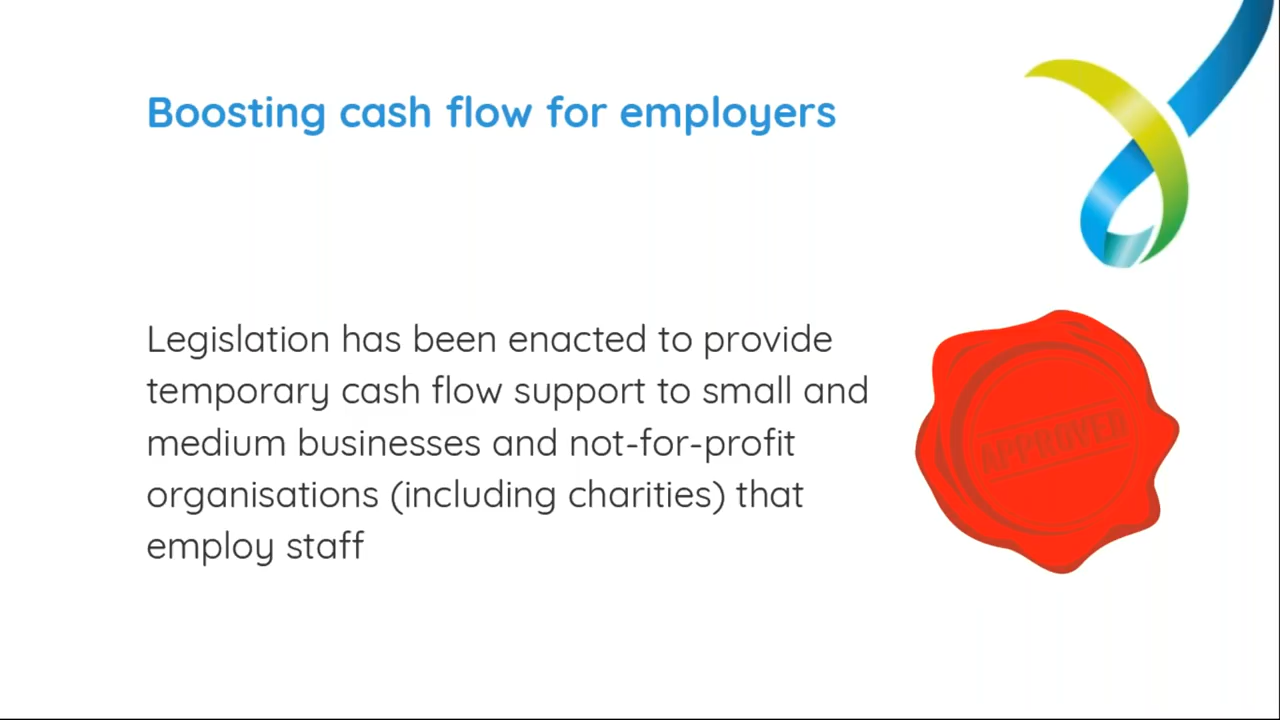 Boosting cash flow for employers
Legislation has been enacted to provide
temporary cash flow support to small and
medium businesses and not-for-profit
organisations (including charities) that
employ staff
APPROVED